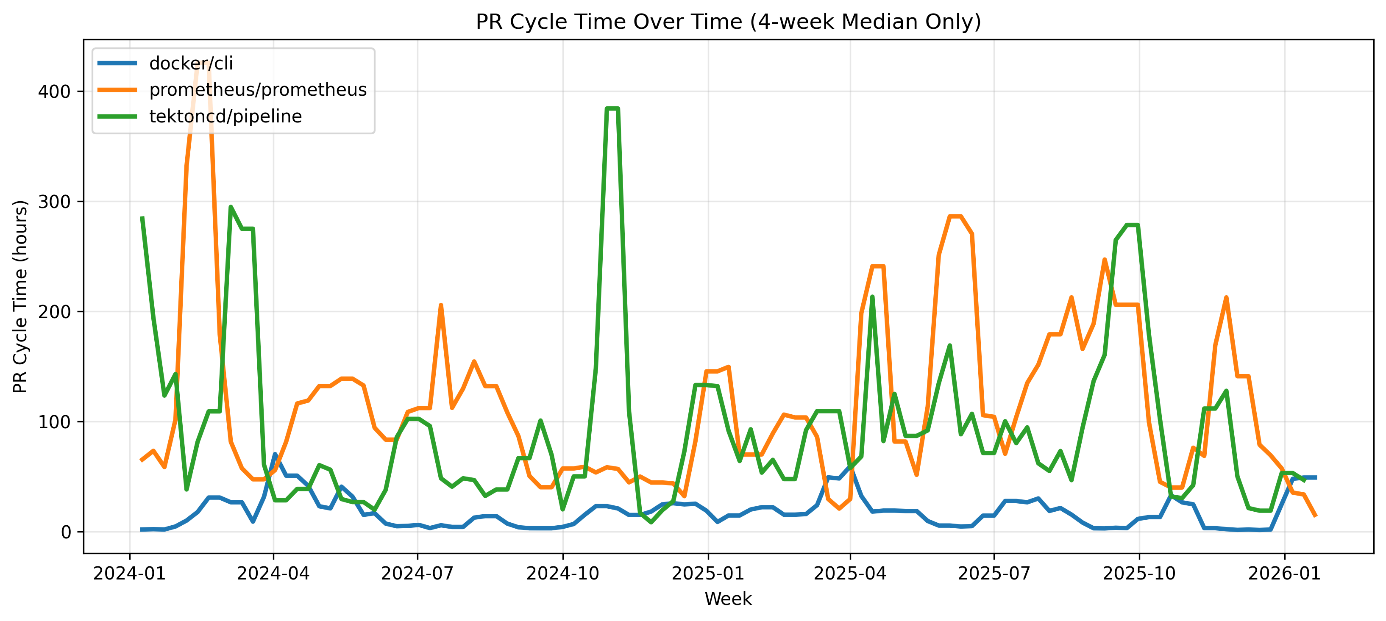 PR Cycle Time Over Time (4-week Median Only)
docker/cli
prometheus/prometheus
tektoncd/pipeline
PR Cycle Time (hours)
400
300
200
100
0
2024-01
2024-04
2024-07
2024-10
2025-01
2025-04
2025-07
2025-10
2026-01
Week